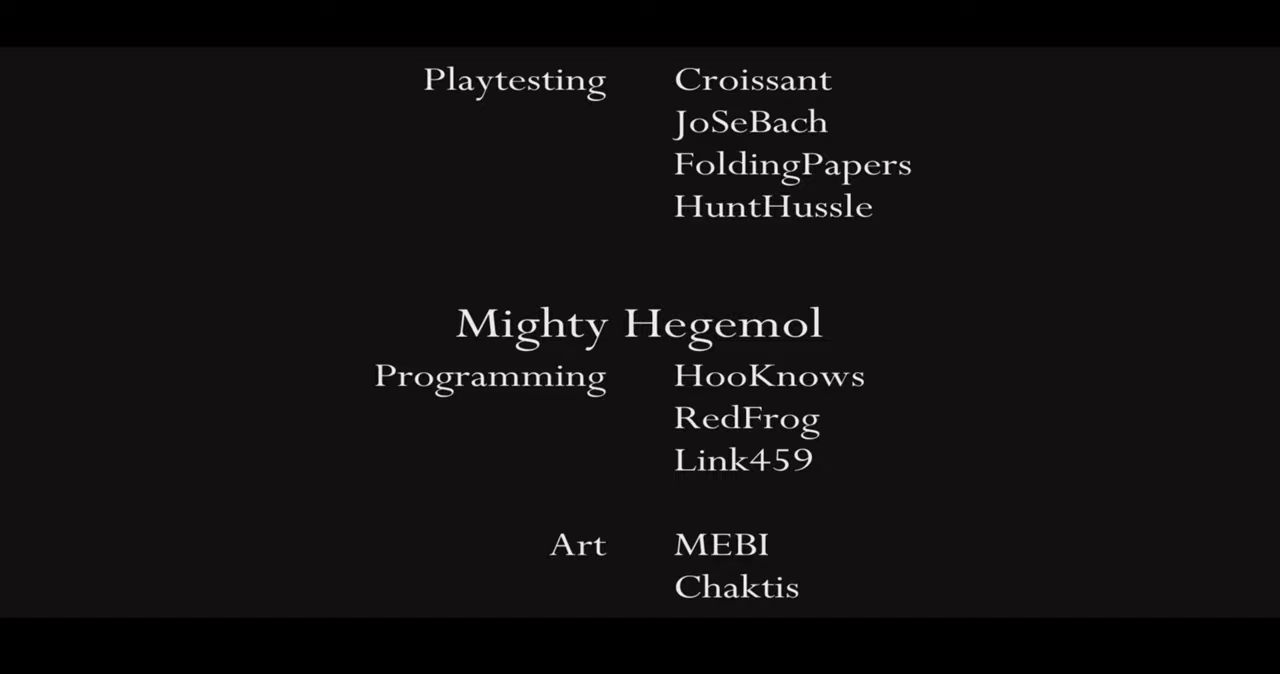 Playtesting Croissant
JoSeBach
FoldingPapers
HuntHussle
Mighty Hegemol
Programming HooKnows
RedFrog
Link459
Art MEBI
Chaktis